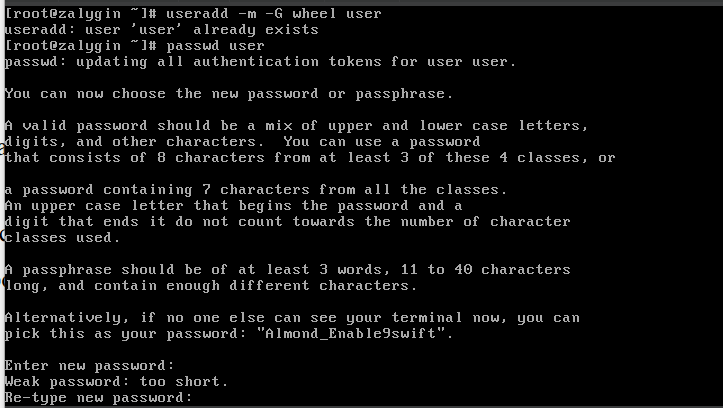 [root@zalygin ~]# useradd -m -G wheel user
useradd: user 'user' already exists
[root@zalygin ~]# passwd user
passwd: updating all authentication tokens for user user.
You can now choose the new password or passphrase.
A valid password should be a mix of upper and lower case letters,
digits, and other characters.  You can use a password
that consists of 8 characters from at least 3 of these 4 classes, or
a password containing 7 characters from all the classes.
An upper case letter that begins the password and a
digit that ends it do not count towards the number of character
classes used.
A passphrase should be of at least 3 words, 11 to 40 characters
long, and contain enough different characters.
Alternatively, if no one else can see your terminal now, you can
pick this as your password: "Almond_Enable9swift".
Enter new password:
Weak password: too short.
Re-type new password: